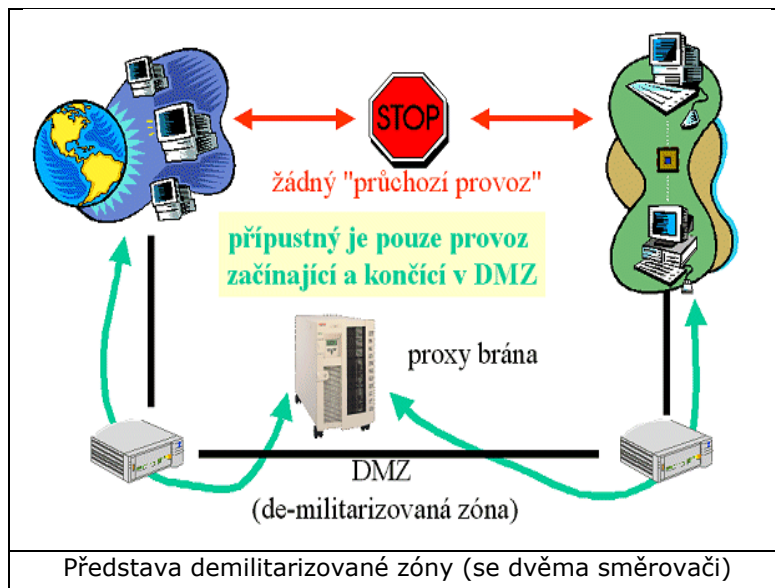 STOP
žádný "průchozí provoz"
přípustný je pouze provoz
začínající a končící v DMZ
proxy brána
DMZ
(de-militarizovaná zóna)
Představa demilitarizované zóny (se dvěma směrovači)